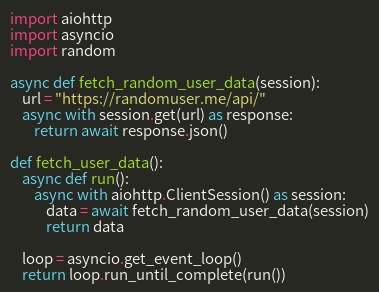 import aiohttp
import asyncio
import random

async def fetch_random_user_data(session):
    url = "https://randomuser.me/api/"
    async with session.get(url) as response:
        return await response.json()

def fetch_user_data():
    async def run():
        async with aiohttp.ClientSession() as session:
            data = await fetch_random_user_data(session)
            return data

    loop = asyncio.get_event_loop()
    return loop.run_until_complete(run())